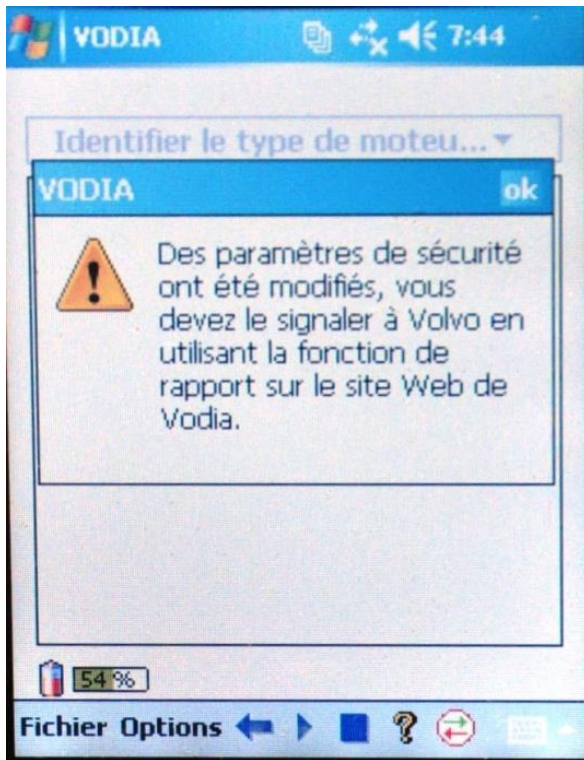 VODIA 7:44
Identifier le type de moteu...
VODIA ok
Des paramètres de sécurité
ont été modifiés, vous
devez le signaler à Volvo en
utilisant la fonction de
rapport sur le site Web de
Vodia.
54 %
Fichier Options ?